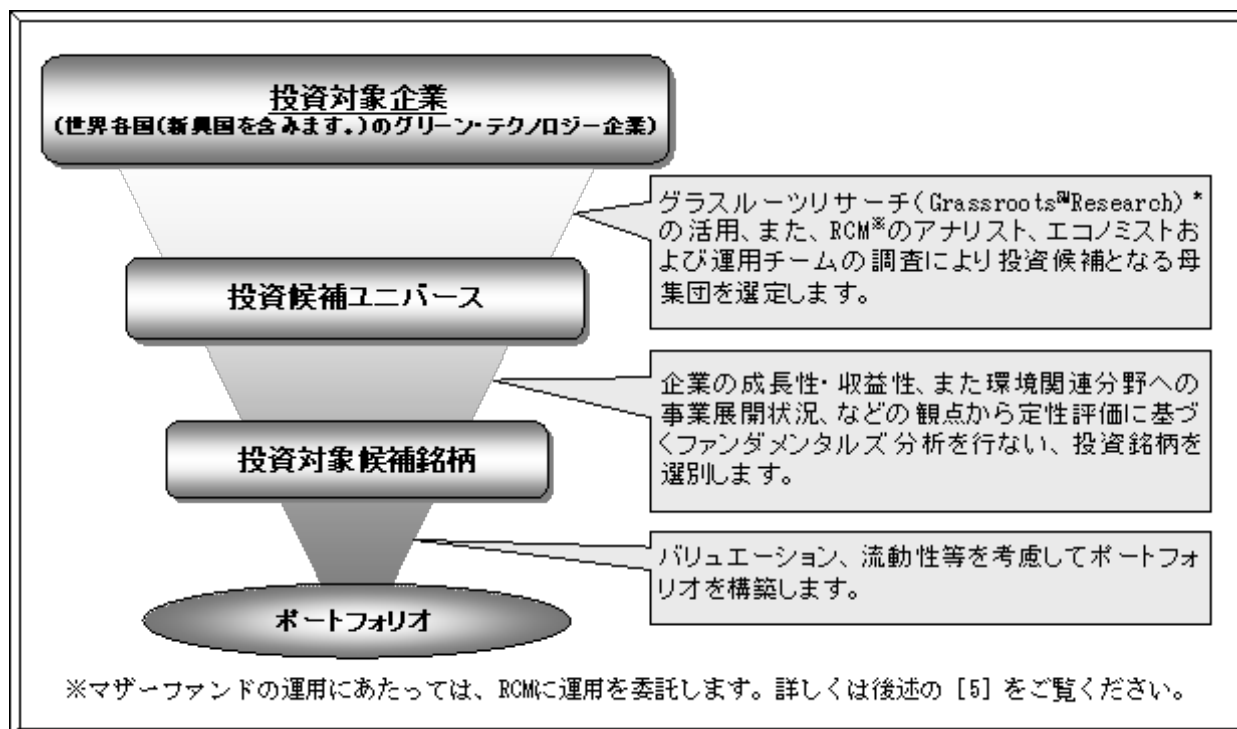 投資対象企業
(世界各国(新興国を含みます。)のグリーン・テクノロジー企業)
グラスルーツリサーチ(Grassroots℠Research)*
の活用、また、RCM※のアナリスト、エコノミストお
よび運用チームの調査により投資候補となる母
集団を選定します。
投資候補ユニバース
企業の成長性・収益性、また環境関連分野への
事業展開状況、などの観点から定性評価に基づ
くファンダメンタルズ分析を行ない、投資銘柄を
選別します。
投資対象候補銘柄
バリュエーション、流動性等を考慮してポートフォ
リオを構築します。
ポートフォリオ
※マザーファンドの運用にあたっては、RCMに運用を委託します。詳しくは後述の［5］をご覧ください。